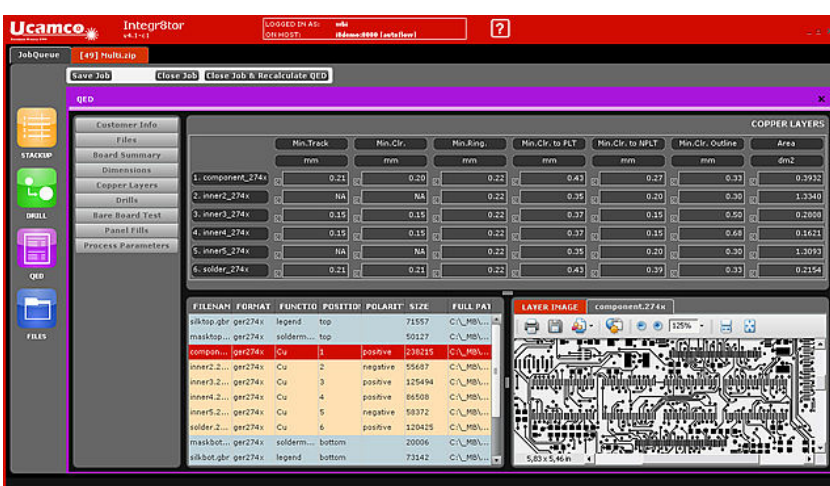 Ucamco
Integr8tor
v4.1-c1
LOGGED IN AS: wbi
ON HOST: i8demo:8080 [autoflow]
?
JobQueue [49] Multi.zip
Save Job Close Job Close Job & Recalculate QED
QED x
STACKUP
DRILL
QED
FILES
Customer Info
Files
Board Summary
Dimensions
Copper Layers
Drills
Bare Board Test
Panel Fills
Process Parameters
COPPER LAYERS
Min.Track Min.Clr. Min.Ring. Min.Clr. to PLT Min.Clr. to NPLT Min.Clr. Outline Area
mm mm mm mm mm mm dm2
1. component_274x 0.21 0.20 0.22 0.43 0.27 0.33 0.3932
2. inner2_274x NA NA 0.22 0.35 0.20 0.30 1.3340
3. inner3_274x 0.15 0.15 0.22 0.37 0.15 0.50 0.2808
4. inner4_274x 0.15 0.15 0.22 0.37 0.15 0.68 0.1621
5. inner5_274x NA NA 0.22 0.35 0.20 0.30 1.3093
6. solder_274x 0.21 0.21 0.22 0.43 0.39 0.33 0.2154
FILENAM FORMAT FUNCTIO POSITIO POLARIT SIZE FULL PAT
silktop.gbr ger274x legend top 71557 C:\_MB\...
masktop... ger274x solderm... top 50127 C:\_MB\...
compon... ger274x Cu 1 positive 238215 C:\_MB\...
inner2.2... ger274x Cu 2 negative 55687 C:\_MB\...
inner3.2... ger274x Cu 3 positive 125494 C:\_MB\...
inner4.2... ger274x Cu 4 positive 86508 C:\_MB\...
inner5.2... ger274x Cu 5 negative 58372 C:\_MB\...
solder.2... ger274x Cu 6 positive 120425 C:\_MB\...
maskbot... ger274x solderm... bottom 20006 C:\_MB\...
silkbot.gbr ger274x legend bottom 73142 C:\_MB\...
LAYER IMAGE component.274x
125%
5,83 x 5,46 in